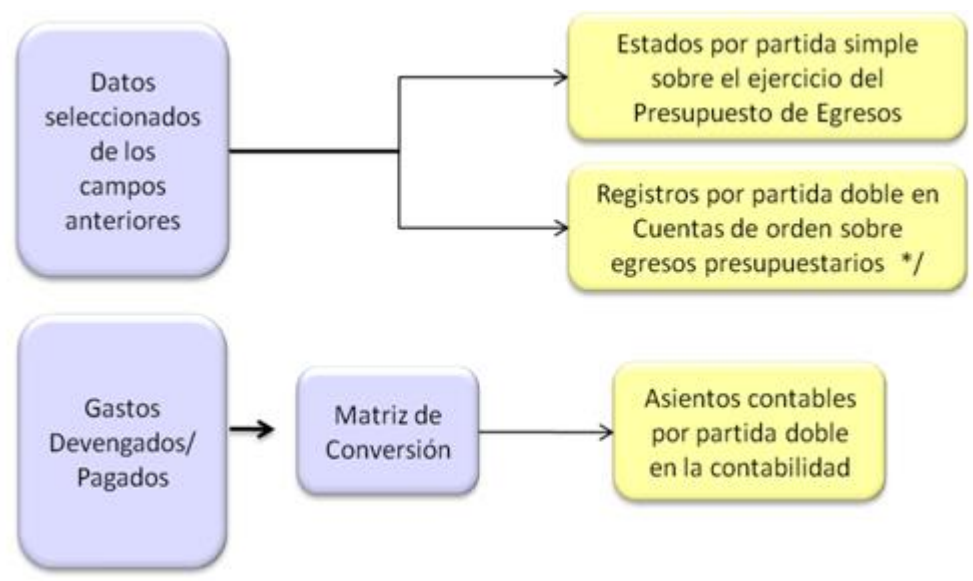 Datos
seleccionados
de los
campos
anteriores
Estados por partida simple
sobre el ejercicio del
Presupuesto de Egresos
Registros por partida doble en
Cuentas de orden sobre
egresos presupuestarios */
Gastos
Devengados/
Pagados
Matriz de
Conversión
Asientos contables
por partida doble
en la contabilidad